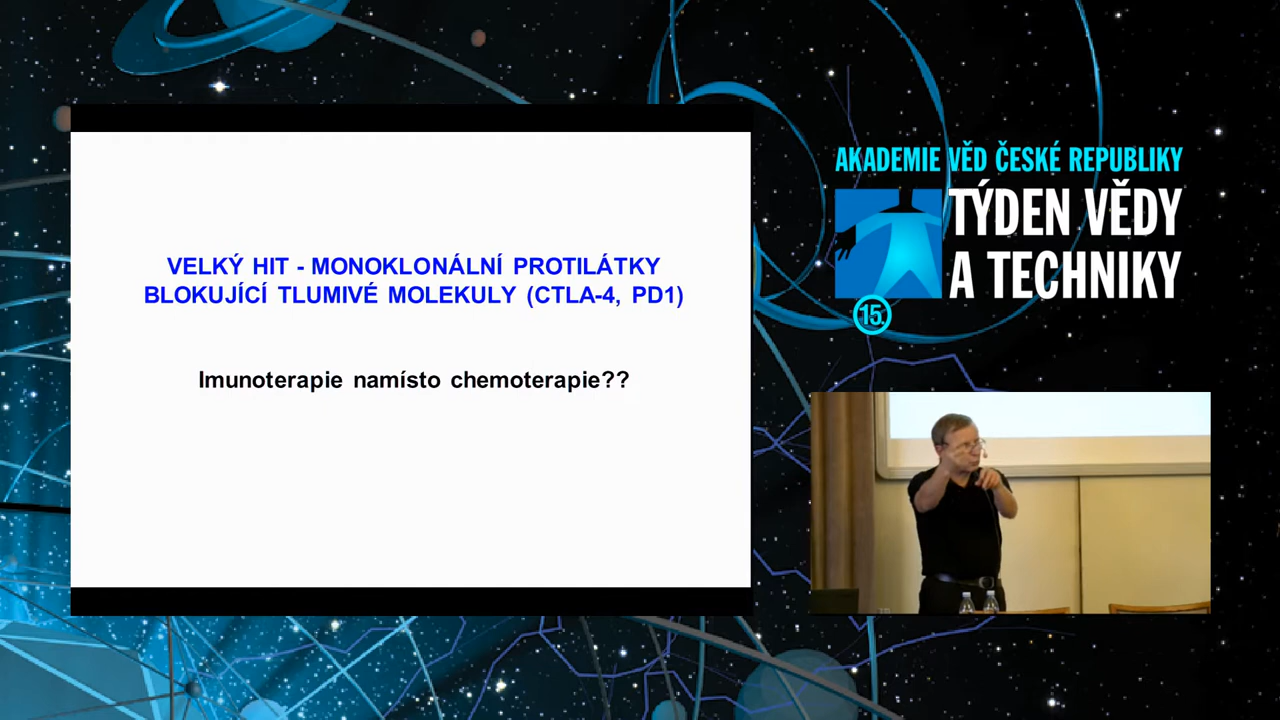 VELKÝ HIT - MONOKLONÁLNÍ PROTILÁTKY
BLOKUJÍCÍ TLUMIVÉ MOLEKULY (CTLA-4, PD1)
Imunoterapie namísto chemoterapie??
AKADEMIE VĚD ČESKÉ REPUBLIKY
TÝDEN VĚDY
A TECHNIKY
15.